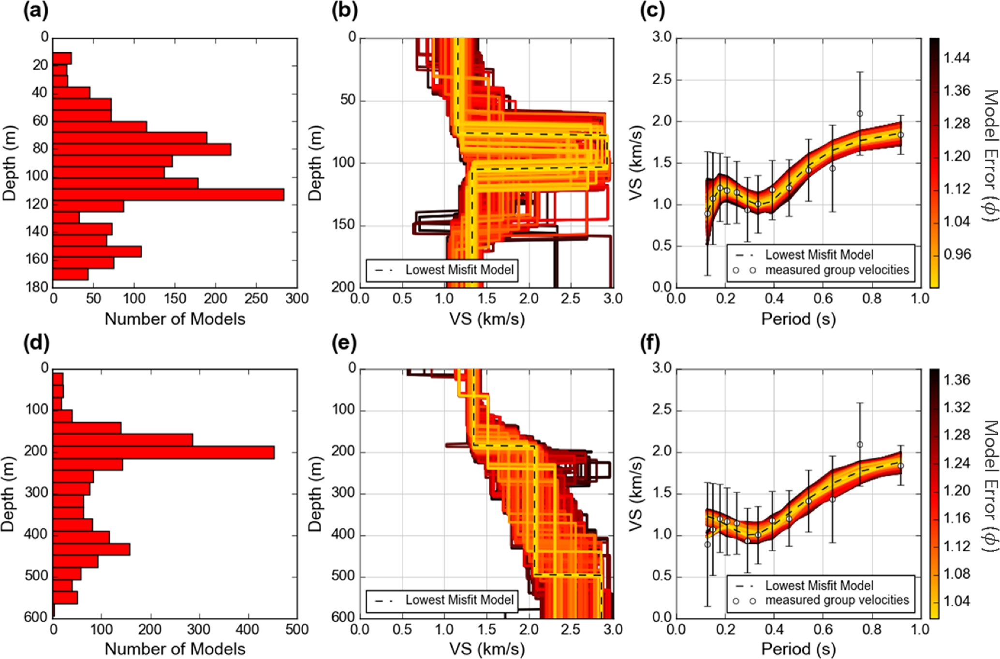 (a)
(b)
(c)
0
20
40
60
80
100
120
140
160
180
Depth (m)
0 50 100 150 200 250 300
Number of Models
0
50
100
150
200
Depth (m)
Lowest Misfit Model
0.0 0.5 1.0 1.5 2.0 2.5 3.0
VS (km/s)
3.0
2.5
2.0
1.5
1.0
0.5
0.0
VS (km/s)
Lowest Misfit Model
measured group velocities
0.0 0.2 0.4 0.6 0.8 1.0
Period (s)
1.44
1.36
1.28
1.20
1.12
1.04
0.96
Model Error (ϕ)
(d)
(e)
(f)
0
100
200
300
400
500
600
Depth (m)
0 100 200 300 400 500
Number of Models
0
100
200
300
400
500
600
Depth (m)
Lowest Misfit Model
0.0 0.5 1.0 1.5 2.0 2.5 3.0
VS (km/s)
3.0
2.5
2.0
1.5
1.0
0.5
0.0
VS (km/s)
Lowest Misfit Model
measured group velocities
0.0 0.2 0.4 0.6 0.8 1.0
Period (s)
1.36
1.32
1.28
1.24
1.20
1.16
1.12
1.08
1.04
Model Error (ϕ)